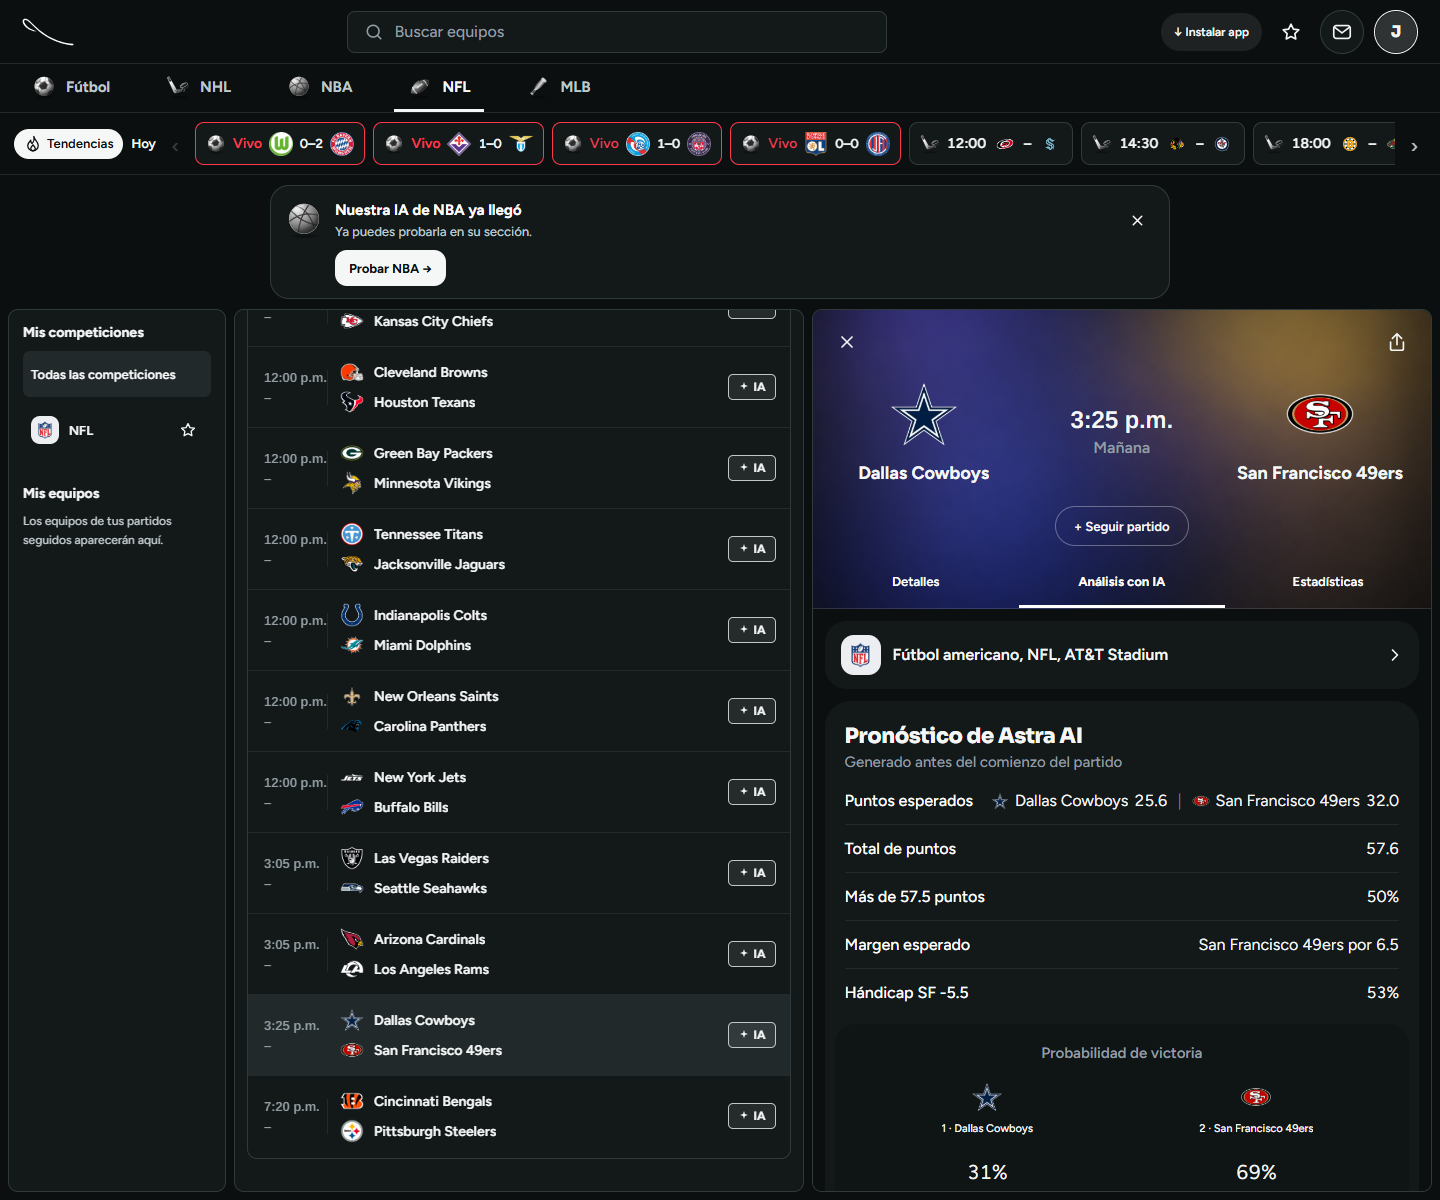 Buscar equipos
↓ Instalar app
J
Fútbol
NHL
NBA
NFL
MLB
Tendencias
Hoy
Vivo 0–2
Vivo 1–0
Vivo 1–0
Vivo 0–0
12:00 –
14:30 –
18:00 –
Nuestra IA de NBA ya llegó
Ya puedes probarla en su sección.
Probar NBA →
Mis competiciones
Todas las competiciones
NFL
Mis equipos
Los equipos de tus partidos
seguidos aparecerán aquí.
– Kansas City Chiefs
12:00 p.m. Cleveland Browns
– Houston Texans
+ IA
12:00 p.m. Green Bay Packers
– Minnesota Vikings
+ IA
12:00 p.m. Tennessee Titans
– Jacksonville Jaguars
+ IA
12:00 p.m. Indianapolis Colts
– Miami Dolphins
+ IA
12:00 p.m. New Orleans Saints
– Carolina Panthers
+ IA
12:00 p.m. New York Jets
– Buffalo Bills
+ IA
3:05 p.m. Las Vegas Raiders
– Seattle Seahawks
+ IA
3:05 p.m. Arizona Cardinals
– Los Angeles Rams
+ IA
3:25 p.m. Dallas Cowboys
– San Francisco 49ers
+ IA
7:20 p.m. Cincinnati Bengals
– Pittsburgh Steelers
+ IA
3:25 p.m.
Mañana
Dallas Cowboys
San Francisco 49ers
+ Seguir partido
Detalles
Análisis con IA
Estadísticas
Fútbol americano, NFL, AT&T Stadium
Pronóstico de Astra AI
Generado antes del comienzo del partido
Puntos esperados Dallas Cowboys 25.6 | San Francisco 49ers 32.0
Total de puntos 57.6
Más de 57.5 puntos 50%
Margen esperado San Francisco 49ers por 6.5
Hándicap SF -5.5 53%
Probabilidad de victoria
1 · Dallas Cowboys
2 · San Francisco 49ers
31%
69%